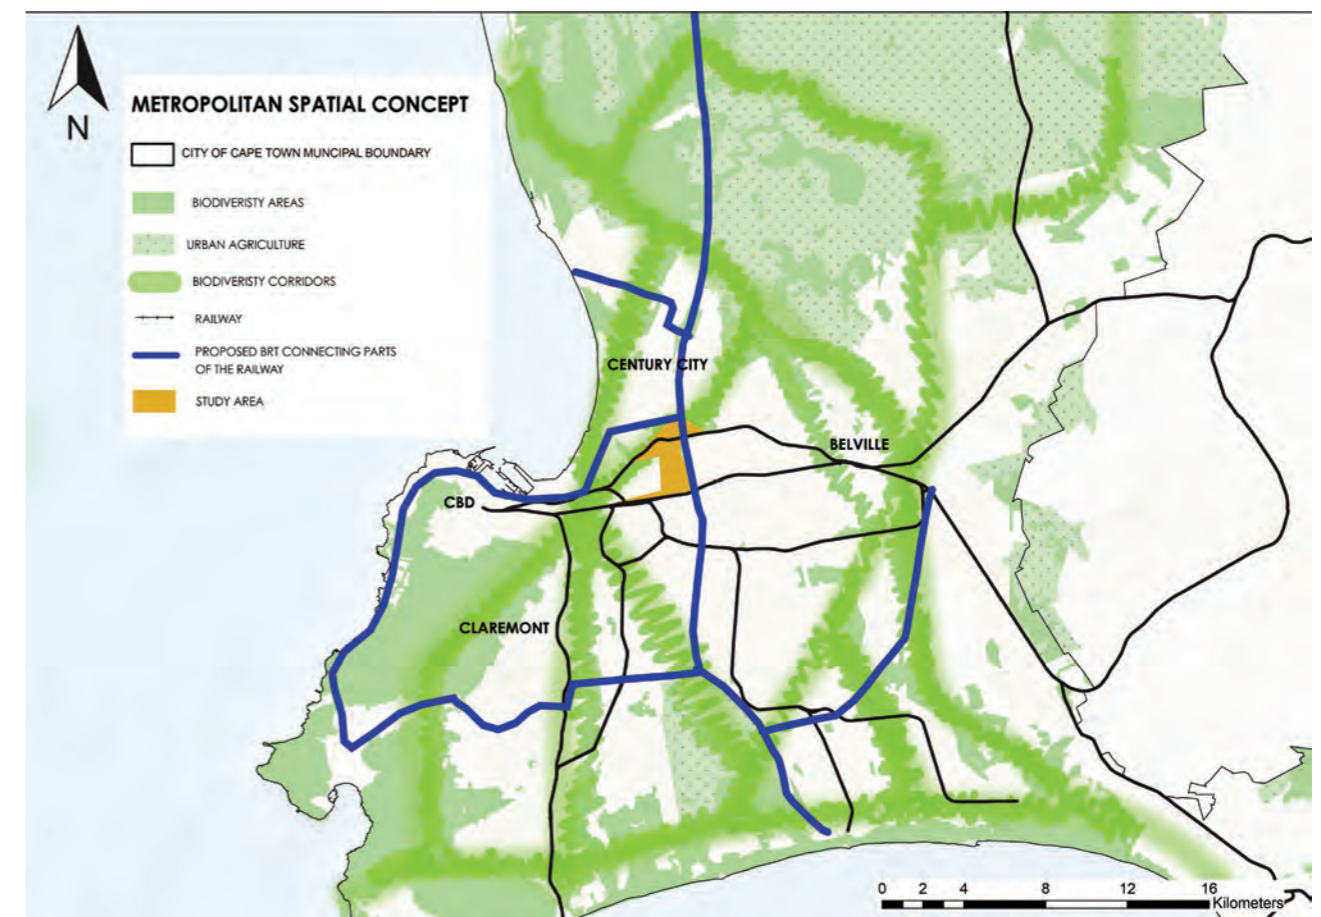 N
METROPOLITAN SPATIAL CONCEPT
CITY OF CAPE TOWN MUNCIPAL BOUNDARY
BIODIVERISTY AREAS
URBAN AGRICULTURE
BIODIVERISTY CORRIDORS
RAILWAY
PROPOSED BRT CONNECTING PARTS
OF THE RAILWAY
STUDY AREA
CENTURY CITY
BELVILLE
CBD
CLAREMONT
0 2 4 8 12 16
Kilometers